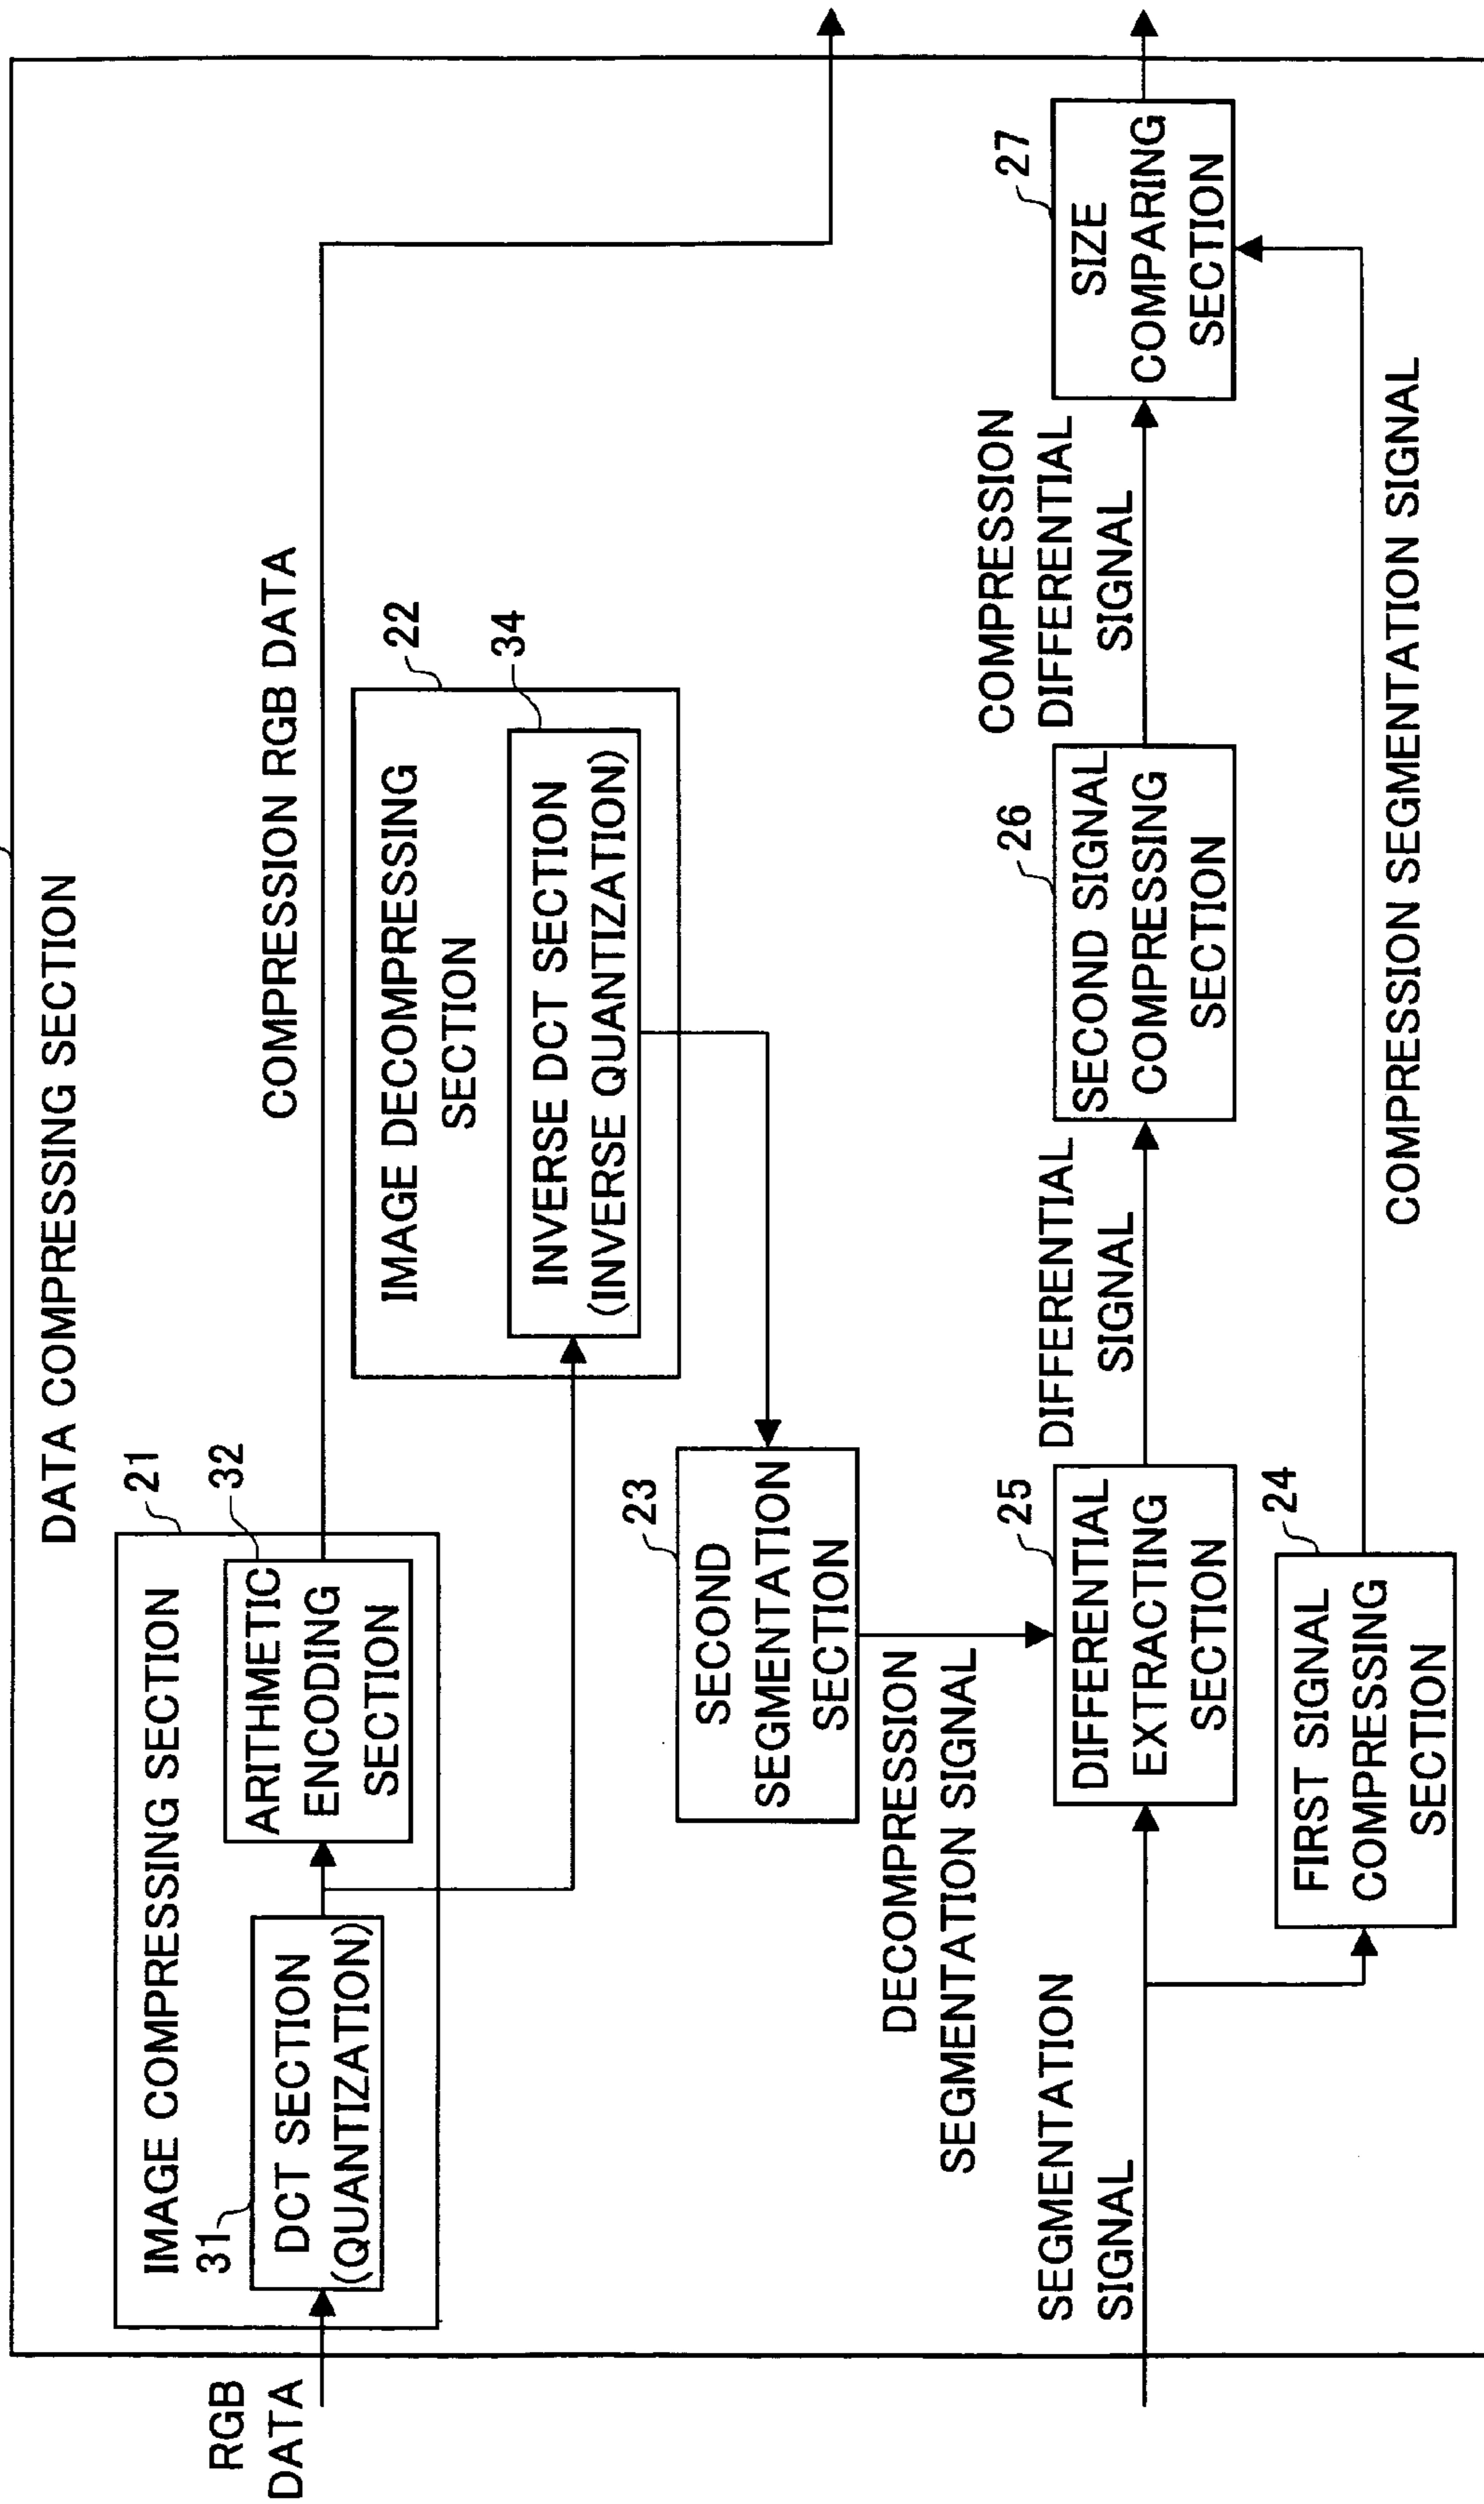 DATA COMPRESSING SECTION
IMAGE COMPRESSING SECTION
21
31
DCT SECTION
(QUANTIZATION)
32
ARITHMETIC
ENCODING
SECTION
RGB
DATA
COMPRESSION RGB DATA
22
IMAGE DECOMPRESSING
SECTION
34
INVERSE DCT SECTION
(INVERSE QUANTIZATION)
23
SECOND
SEGMENTATION
SECTION
DECOMPRESSION
SEGMENTATION SIGNAL
SEGMENTATION
SIGNAL
25
DIFFERENTIAL
EXTRACTING
SECTION
DIFFERENTIAL
SIGNAL
26
SECOND SIGNAL
COMPRESSING
SECTION
COMPRESSION
DIFFERENTIAL
SIGNAL
27
SIZE
COMPARING
SECTION
24
FIRST SIGNAL
COMPRESSING
SECTION
COMPRESSION SEGMENTATION SIGNAL